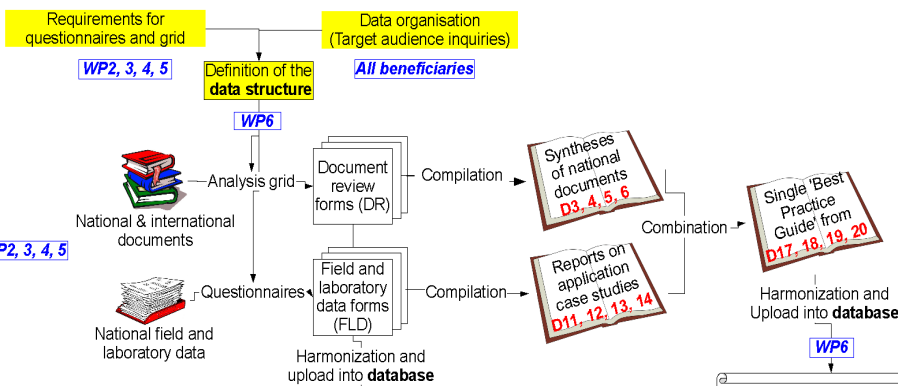 Requirements for
questionnaires and grid
Data organisation
(Target audience inquiries)
WP2, 3, 4, 5
Definition of the
data structure
All beneficiaries
WP6
Analysis grid
National & international
documents
Document
review
forms (DR)
Compilation
Syntheses
of national
documents
D3, 4, 5, 6
Combination
Single 'Best
Practice
Guide' from
D17, 18, 19, 20
P2, 3, 4, 5
Questionnaires
National field and
laboratory data
Field and
laboratory
data forms
(FLD)
Compilation
Reports on
application
case studies
D11, 12, 13, 14
Harmonization and
upload into database
Harmonization and
Upload into database
WP6